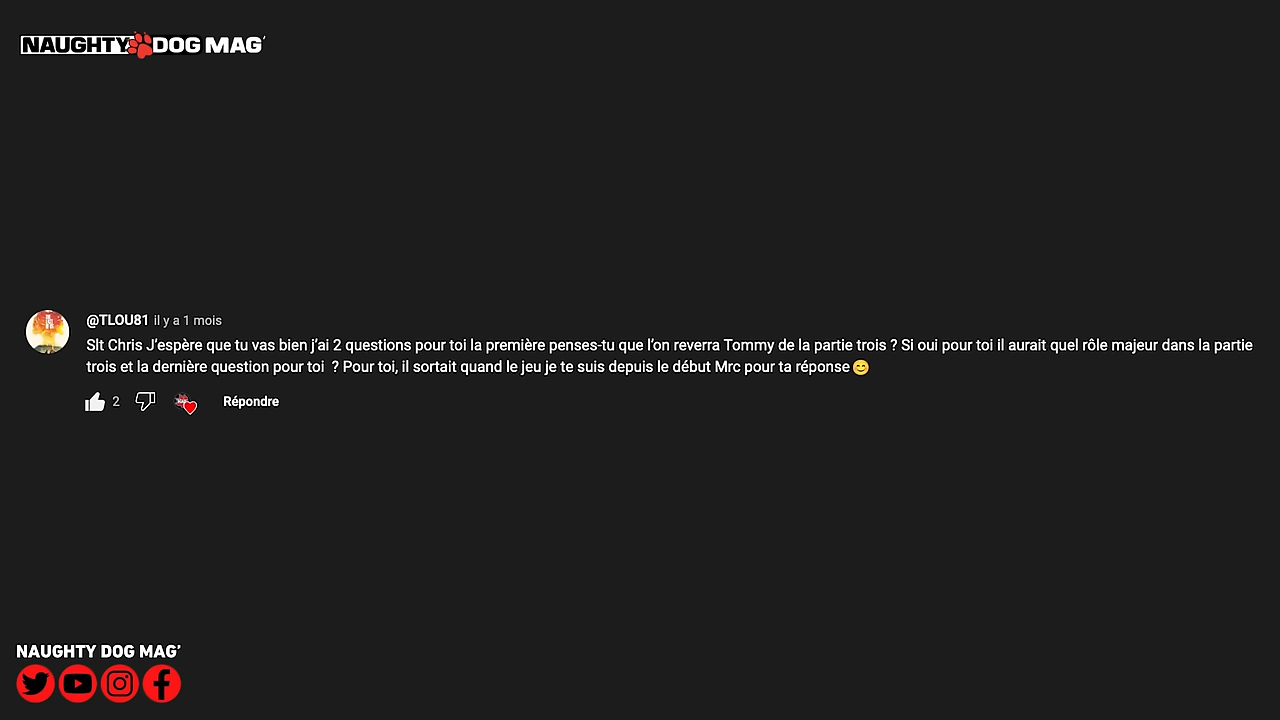 NAUGHTY DOG MAG'
@TLOU81 il y a 1 mois
Slt Chris J'espère que tu vas bien j'ai 2 questions pour toi la première penses-tu que l'on reverra Tommy de la partie trois ? Si oui pour toi il aurait quel rôle majeur dans la partie
trois et la dernière question pour toi  ? Pour toi, il sortait quand le jeu je te suis depuis le début Mrc pour ta réponse😊
2 Répondre
NAUGHTY DOG MAG'